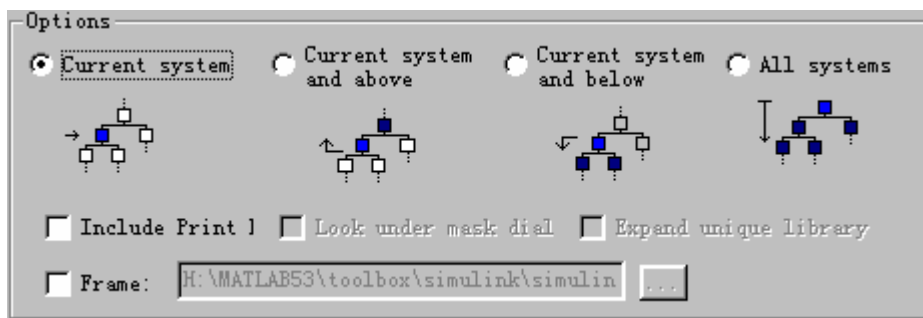 Options
Current system
Current system
and above
Current system
and below
All systems
Include Print l
Look under mask dial
Expand unique library
Frame:
H:\MATLAB53\toolbox\simulink\simulin
...